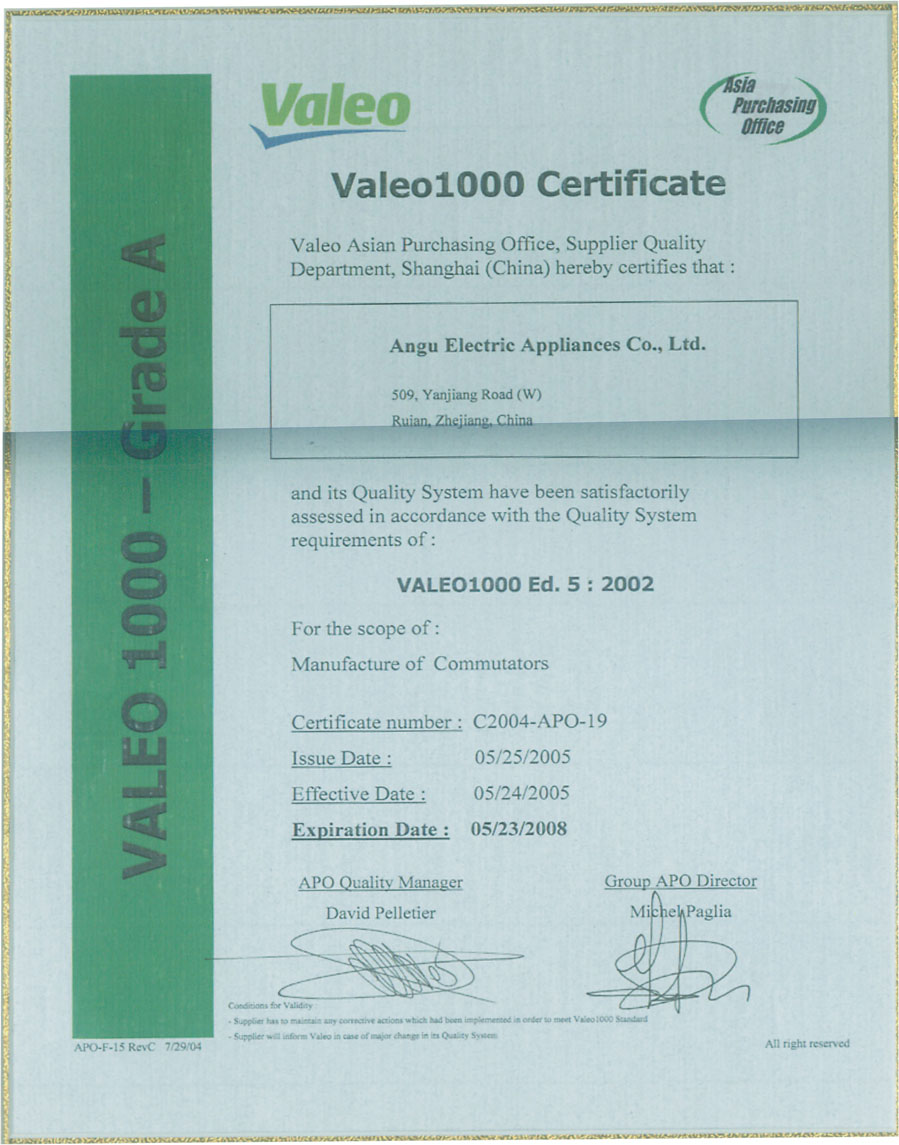 Valeo
Asia
Purchasing
Office
Valeo1000 Certificate
Valeo Asian Purchasing Office, Supplier Quality
Department, Shanghai (China) hereby certifies that :
Angu Electric Appliances Co., Ltd.
509, Yanjiang Road (W)
Ruian, Zhejiang, China
and its Quality System have been satisfactorily
assessed in accordance with the Quality System
requirements of :
VALEO1000 Ed. 5 : 2002
For the scope of :
Manufacture of Commutators
Certificate number : C2004-APO-19
Issue Date : 05/25/2005
Effective Date : 05/24/2005
Expiration Date : 05/23/2008
APO Quality Manager
David Pelletier
Group APO Director
Michel Paglia
Conditions for Validity :
- Supplier has to maintain any corrective actions which had been implemented in order to meet Valeo1000 Standard
- Supplier will inform Valeo in case of major change in its Quality System
APO-F-15 RevC 7/29/04
All right reserved
VALEO 1000 – Grade A